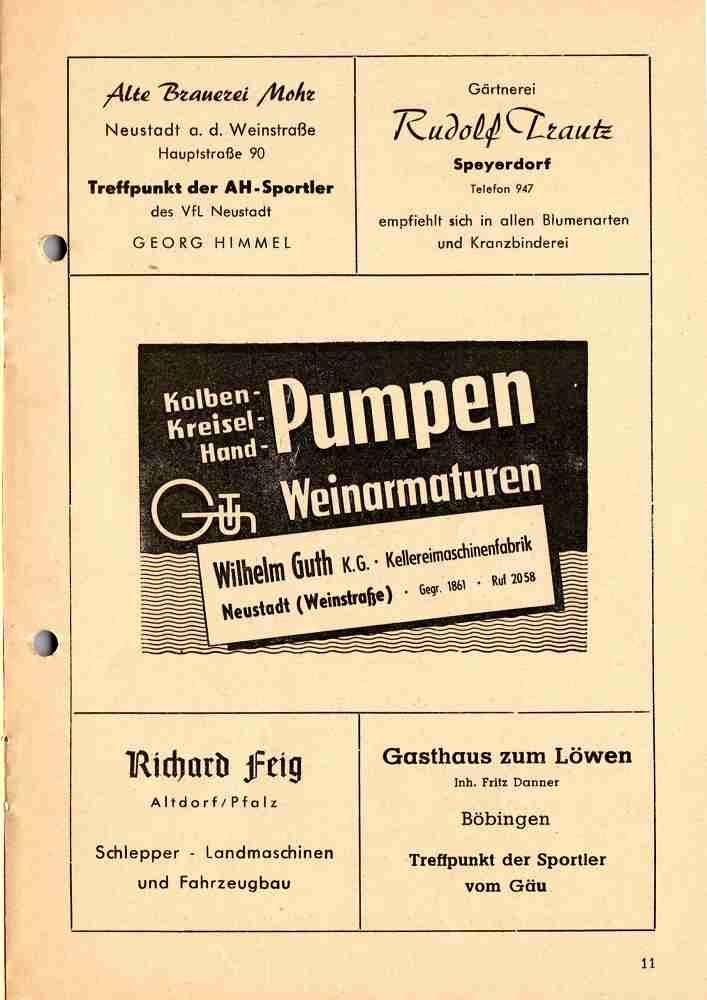 Alte Brauerei Mohr
Neustadt a. d. Weinstraße
Hauptstraße 90
Treffpunkt der AH-Sportler
des VfL Neustadt
GEORG HIMMEL
Gärtnerei
Rudolf Trautz
Speyerdorf
Telefon 947
empfiehlt sich in allen Blumenarten
und Kranzbinderei
Kolben-
Kreisel-
Hand-
Pumpen
Guth
Weinarmaturen
Wilhelm Guth K.G. · Kellereimaschinenfabrik
Neustadt (Weinstraße) · Gegr. 1861 · Ruf 2058
Richard Feig
Altdorf/Pfalz
Schlepper - Landmaschinen
und Fahrzeugbau
Gasthaus zum Löwen
Inh. Fritz Danner
Böbingen
Treffpunkt der Sportler
vom Gäu
11